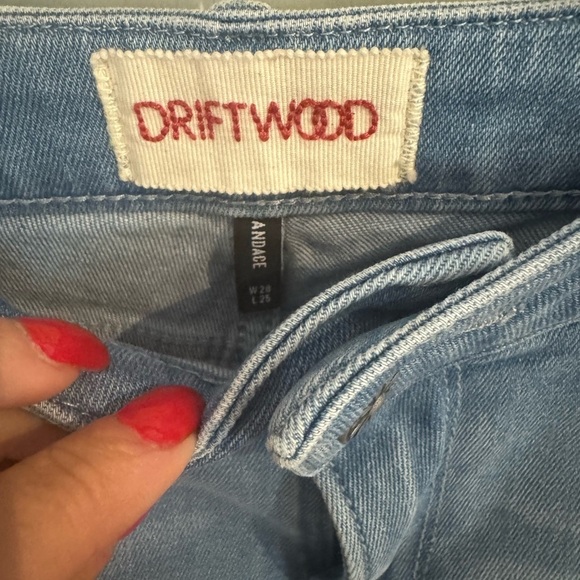 DRIFTWOOD
ANDACE
W 28
L 25